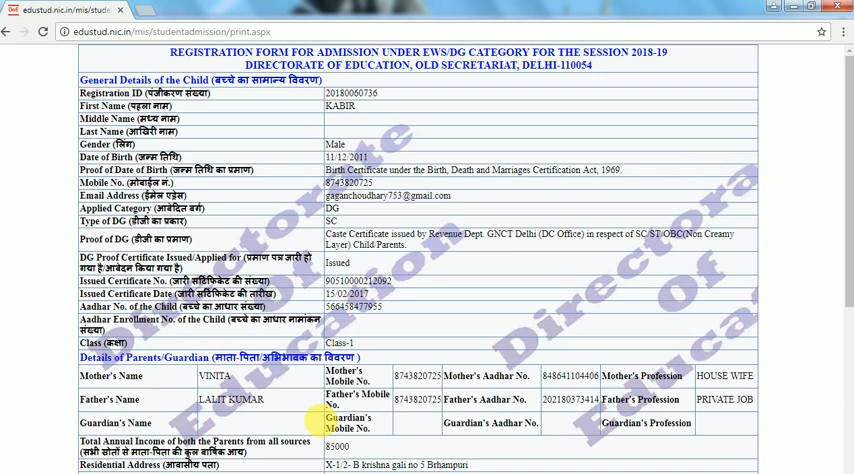 edustud.nic.in/mis/stude
edustud.nic.in/mis/studentadmission/print.aspx
REGISTRATION FORM FOR ADMISSION UNDER EWS/DG CATEGORY FOR THE SESSION 2018-19
DIRECTORATE OF EDUCATION, OLD SECRETARIAT, DELHI-110054
General Details of the Child (बच्चे का सामान्य विवरण)
Registration ID (पंजीकरण संख्या) 20180060736
First Name (पहला नाम) KABIR
Middle Name (मध्य नाम)
Last Name (आखिरी नाम)
Gender (लिंग) Male
Date of Birth (जन्म तिथि) 11/12/2011
Proof of Date of Birth (जन्म तिथि का प्रमाण) Birth Certificate under the Birth, Death and Marriages Certification Act, 1969.
Mobile No. (मोबाईल नं.) 8743820725
Email Address (ईमेल एड्रेस) gaganchoudhary753@gmail.com
Applied Category (आबेदित बर्ग) DG
Type of DG (डीजी का प्रकार) SC
Proof of DG (डीजी का प्रमाण) Caste Certificate issued by Revenue Dept. GNCT Delhi (DC Office) in respect of SC/ST/OBC(Non Creamy
Layer) Child/Parents.
DG Proof Certificate Issued/Applied for (प्रमाण पत्र जारी हो
गया है/आबेदन किया गया है) Issued
Issued Certificate No. (जारी सर्टिफिकेट की संख्या) 90510000212092
Issued Certificate Date (जारी सर्टिफिकेट की तारीख) 15/02/2017
Aadhar No. of the Child (बच्चे का आधार संख्या) 566458477955
Aadhar Enrollment No. of the Child (बच्चे का आधार नामांकन
संख्या)
Class (कक्षा) Class-1
Details of Parents/Guardian (माता-पिता/अभिभावक का विवरण )
Mother's Name VINITA Mother's Mobile No. 8743820725 Mother's Aadhar No. 848641104406 Mother's Profession HOUSE WIFE
Father's Name LALIT KUMAR Father's Mobile No. 8743820725 Father's Aadhar No. 202180373414 Father's Profession PRIVATE JOB
Guardian's Name Guardian's Mobile No. Guardian's Aadhar No. Guardian's Profession
Total Annual Income of both the Parents from all sources
(सभी स्रोतों से माता-पिता की कुल वार्षिक आय) 85000
Residential Address (आवासीय पता) X-1/2- B krishna gali no 5 Brhampuri
Directorate Of Education
Directora
Of
Educa